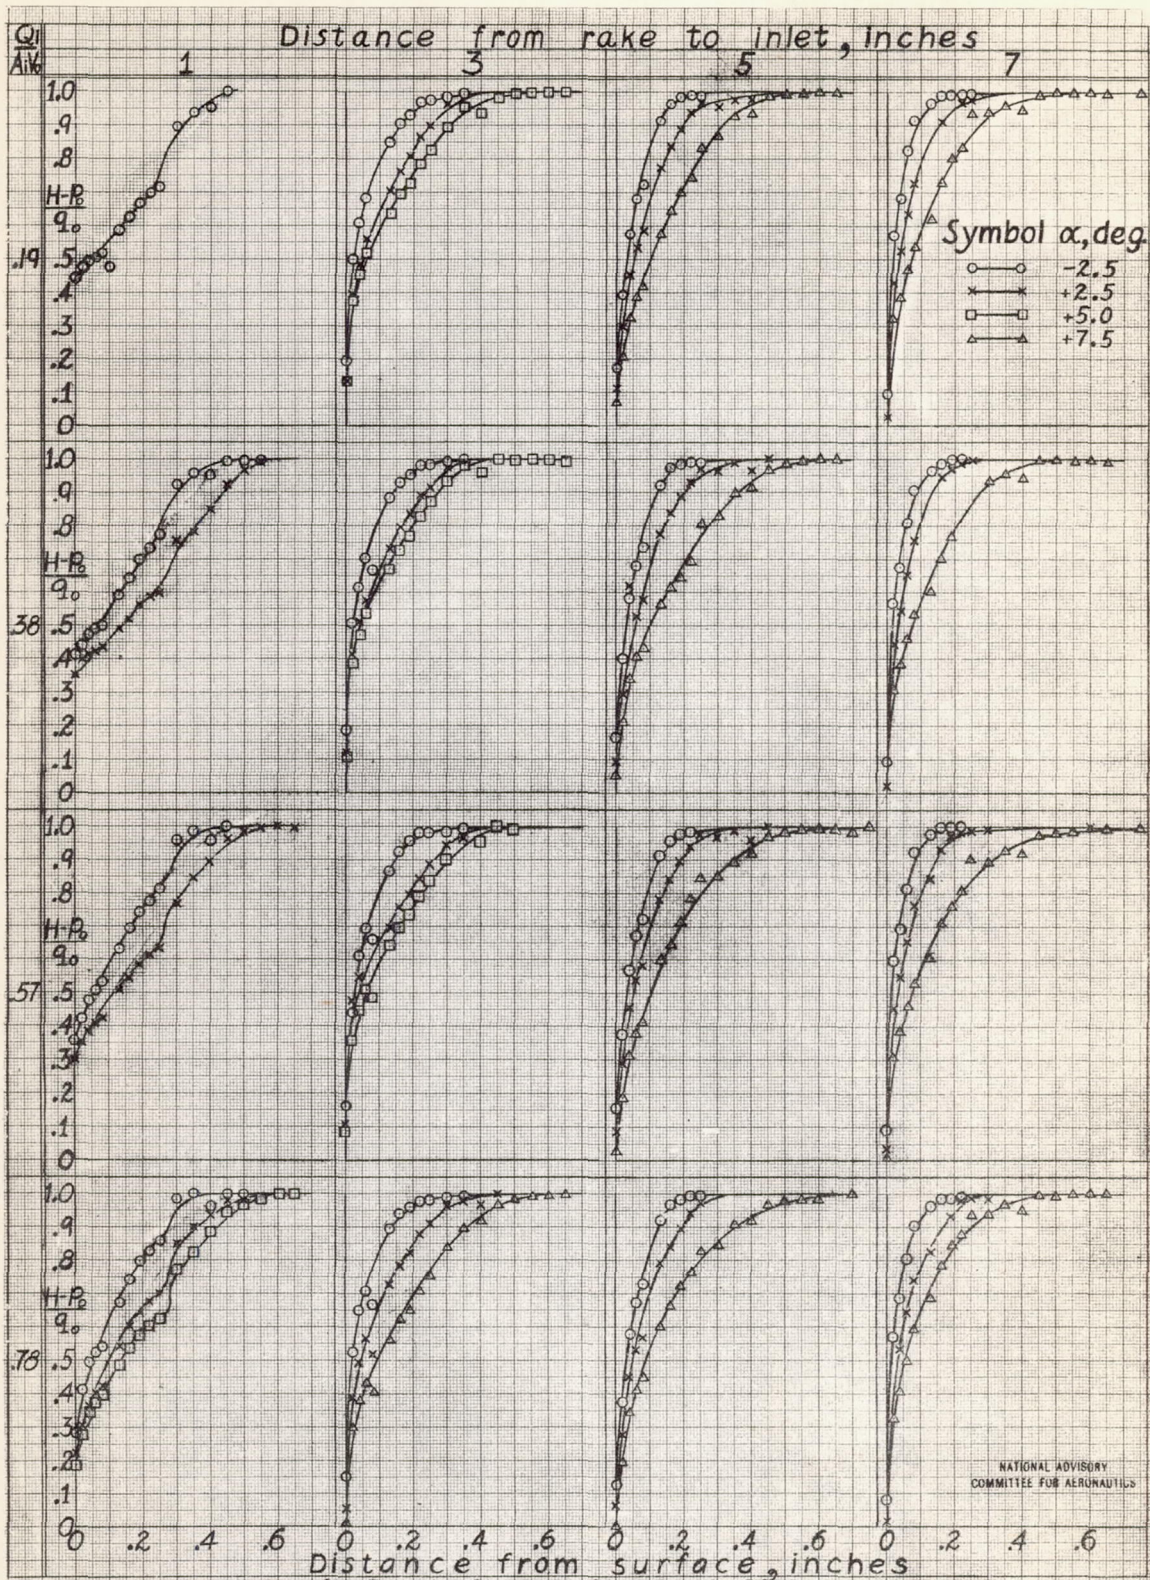 Distance from rake to inlet, inches
Q₁
AᵢV₀
1 3 5 7
1.0
.9
.8
H-P₀
q₀
.19
.5
.4
.3
.2
.1
0
Symbol α, deg.
-2.5
+2.5
+5.0
+7.5
1.0
.9
.8
H-P₀
q₀
.38
.5
.4
.3
.2
.1
0
1.0
.9
.8
H-P₀
q₀
.57
.5
.4
.3
.2
.1
0
1.0
.9
.8
H-P₀
q₀
.78
.5
.4
.3
.2
.1
0
NATIONAL ADVISORY
COMMITTEE FOR AERONAUTICS
0 .2 .4 .6 0 .2 .4 .6 0 .2 .4 .6 0 .2 .4 .6
Distance from surface, inches